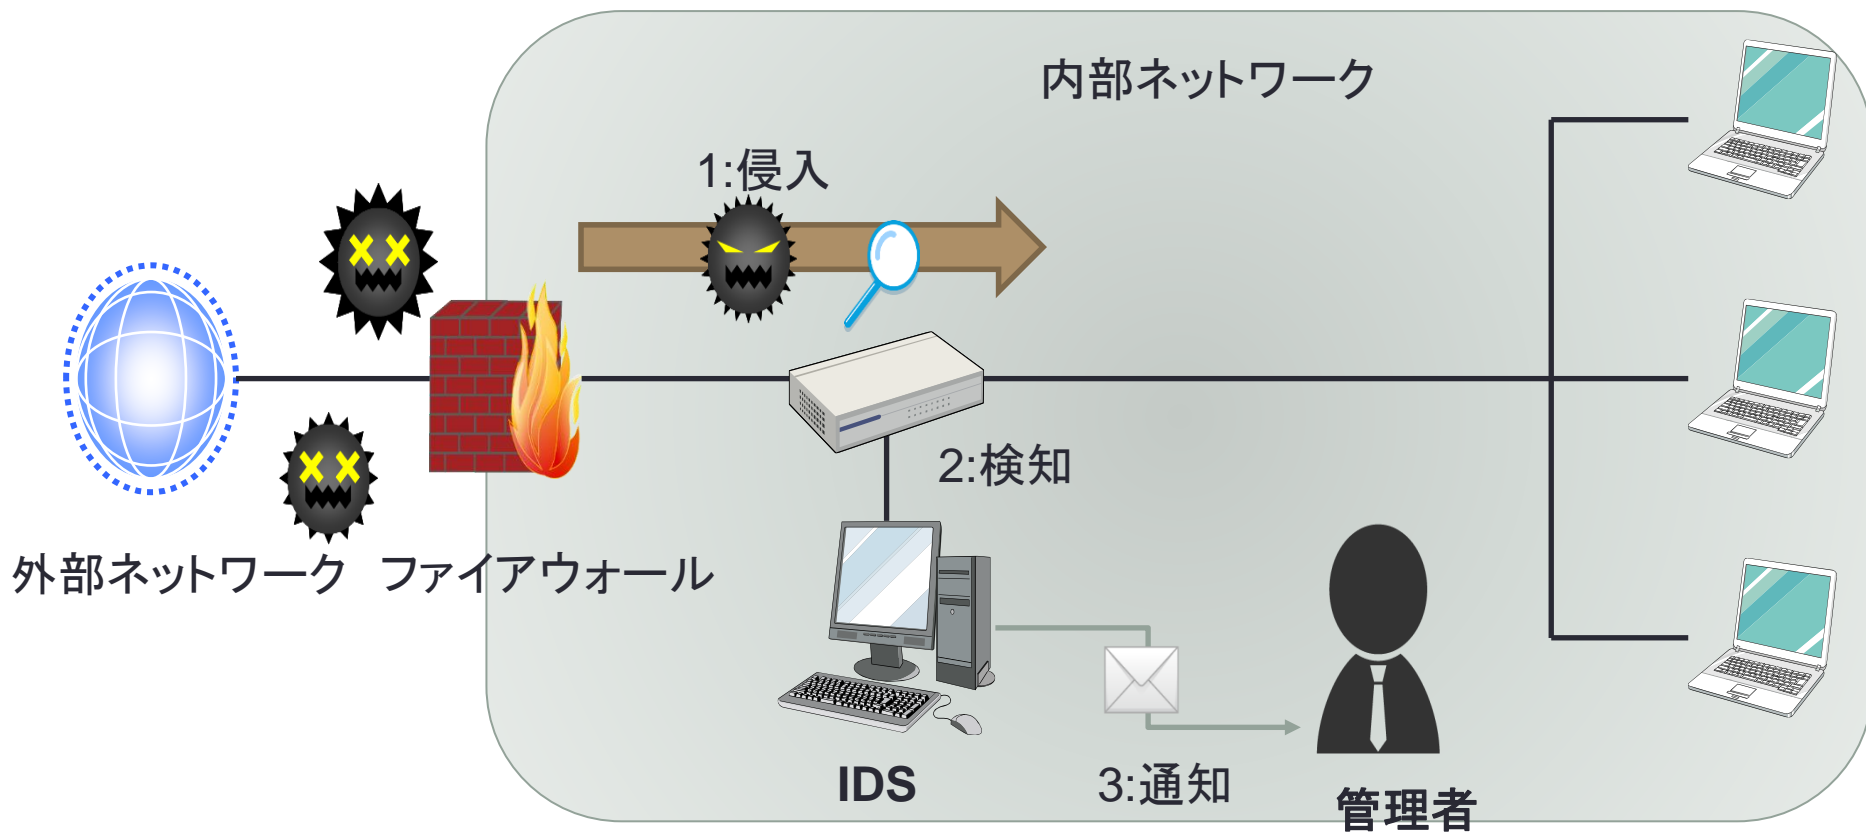 内部ネットワーク
1:侵入
2:検知
外部ネットワーク
ファイアウォール
IDS
3:通知
管理者